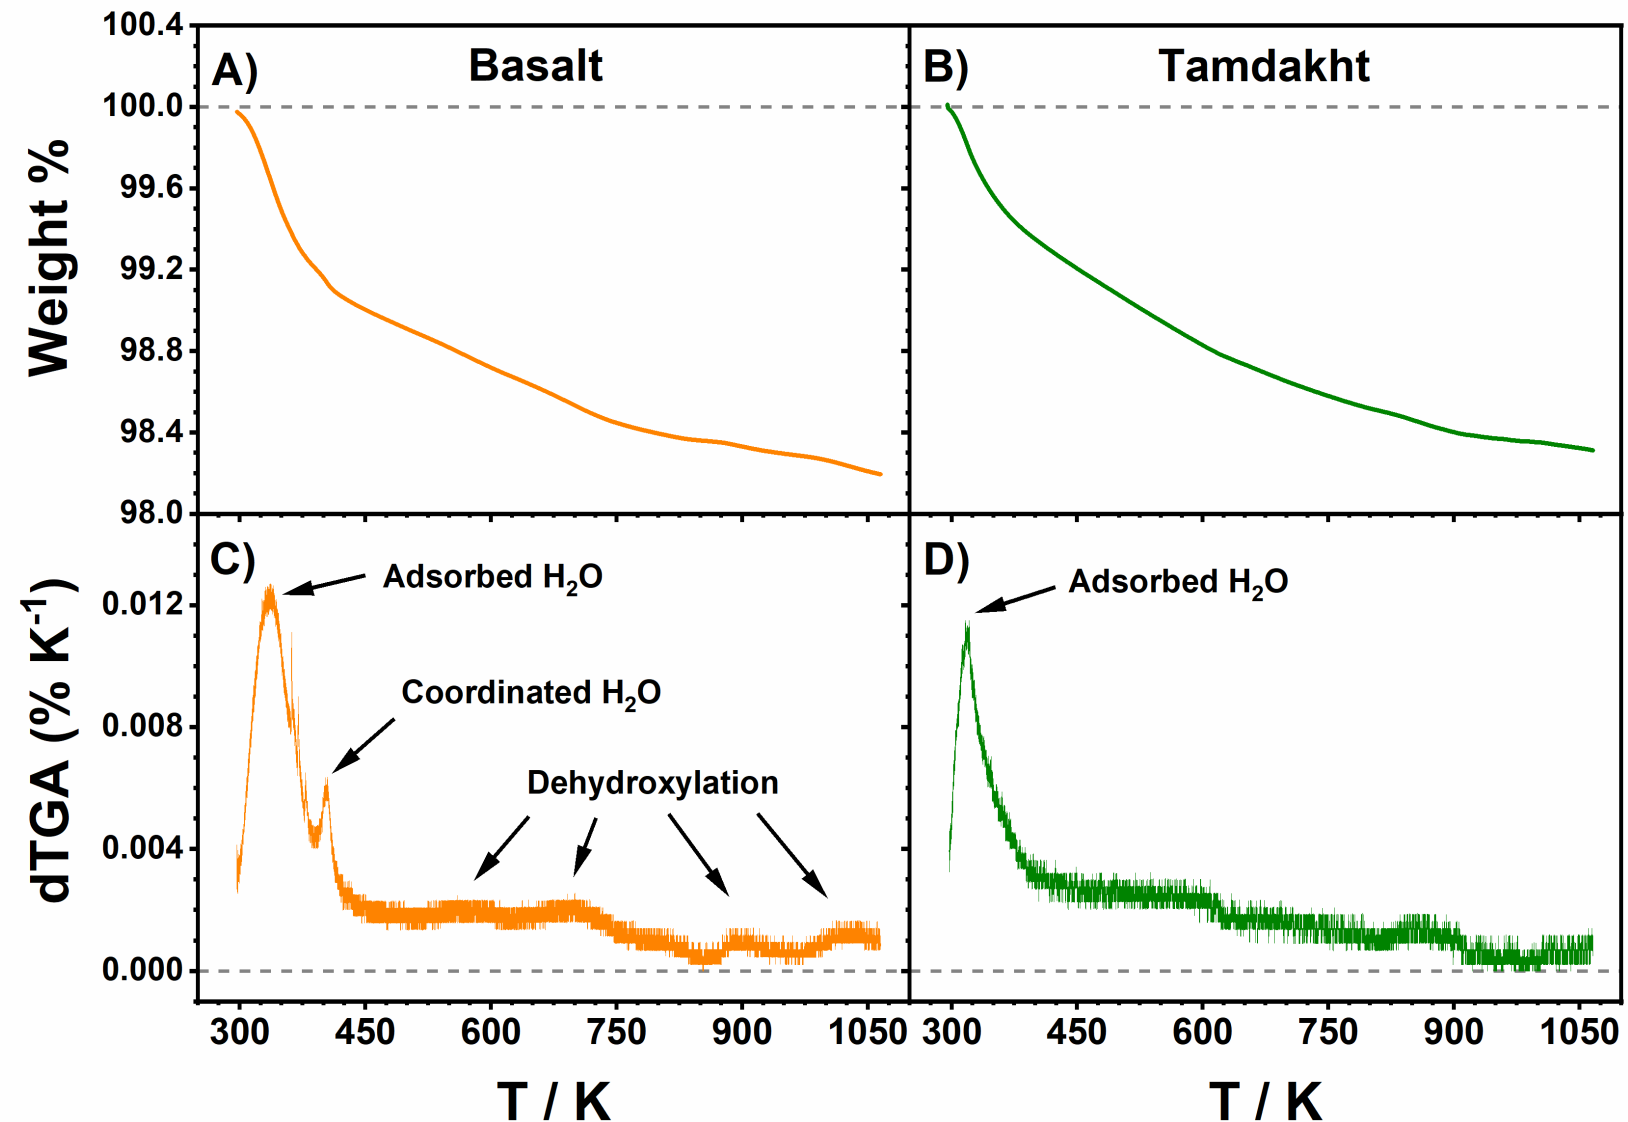 A)
Basalt
B)
Tamdakht
100.4
100.0
99.6
99.2
98.8
98.4
98.0
Weight %
C)
Adsorbed H₂O
Coordinated H₂O
Dehydroxylation
D)
Adsorbed H₂O
0.012
0.008
0.004
0.000
dTGA (% K⁻¹)
300 450 600 750 900 1050
300 450 600 750 900 1050
T / K
T / K